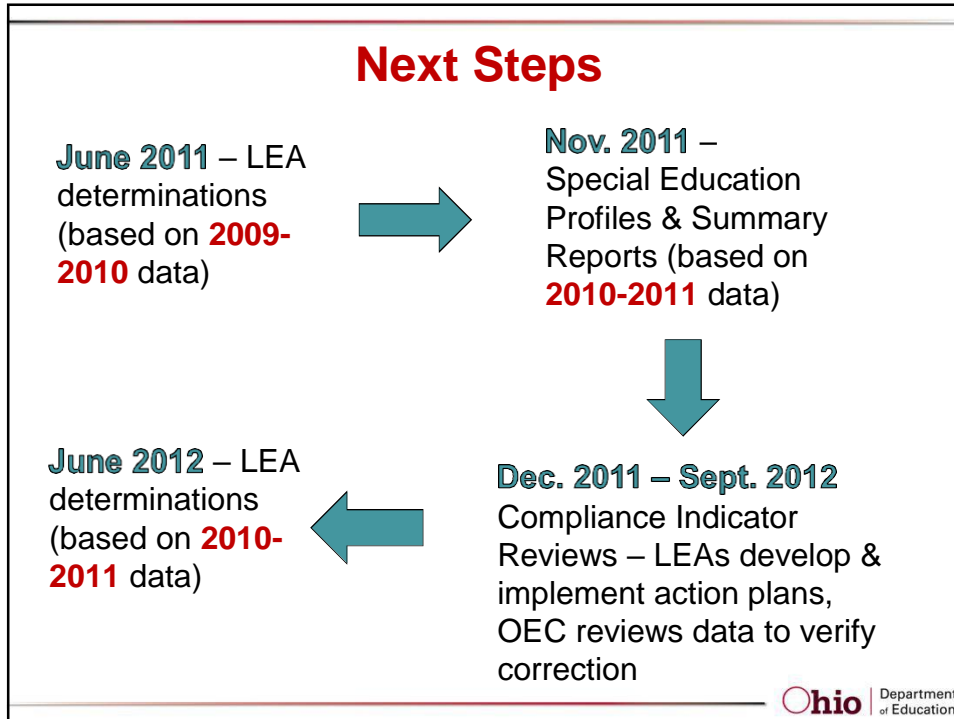 Next Steps
June 2011 – LEA
determinations
(based on 2009-
2010 data)
Nov. 2011 –
Special Education
Profiles & Summary
Reports (based on
2010-2011 data)
Dec. 2011 – Sept. 2012
Compliance Indicator
Reviews – LEAs develop &
implement action plans,
OEC reviews data to verify
correction
June 2012 – LEA
determinations
(based on 2010-
2011 data)
Ohio | Department
of Education